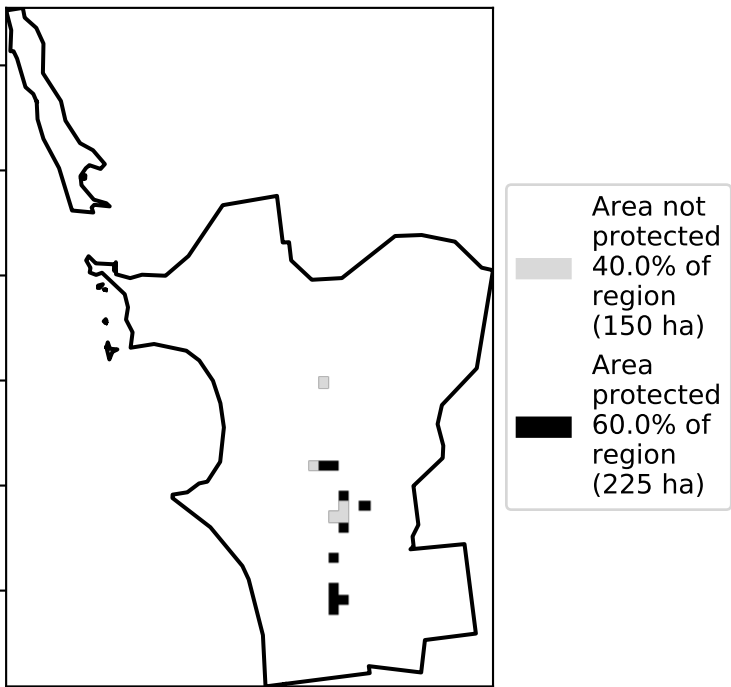 Area not
protected
40.0% of
region
(150 ha)
Area
protected
60.0% of
region
(225 ha)